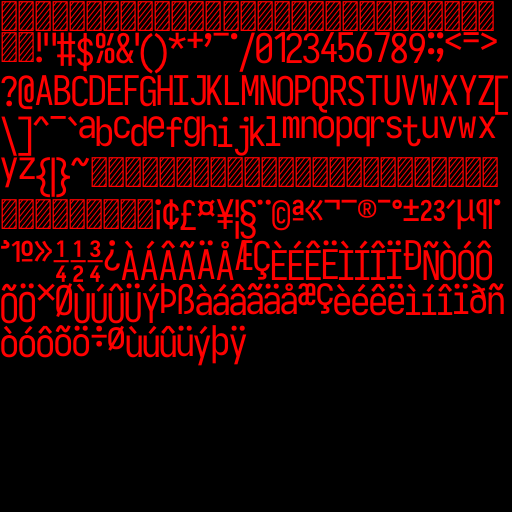 !"#$%&'()*+,-./0123456789:;<=>
?@ABCDEFGHIJKLMNOPQRSTUVWXYZ[
\]^_`abcdefghijklmnopqrstuvwx
yz{|}~
¡¢£¤¥¦§¨©ª«¬­®¯°±²³´µ¶·
¸¹º»¼½¾¿ÀÁÂÃÄÅÆÇÈÉÊËÌÍÎÏÐÑÒÓÔ
ÕÖ×ØÙÚÛÜÝÞßàáâãäåæçèéêëìíîïðñ
òóôõö÷øùúûüýþÿ